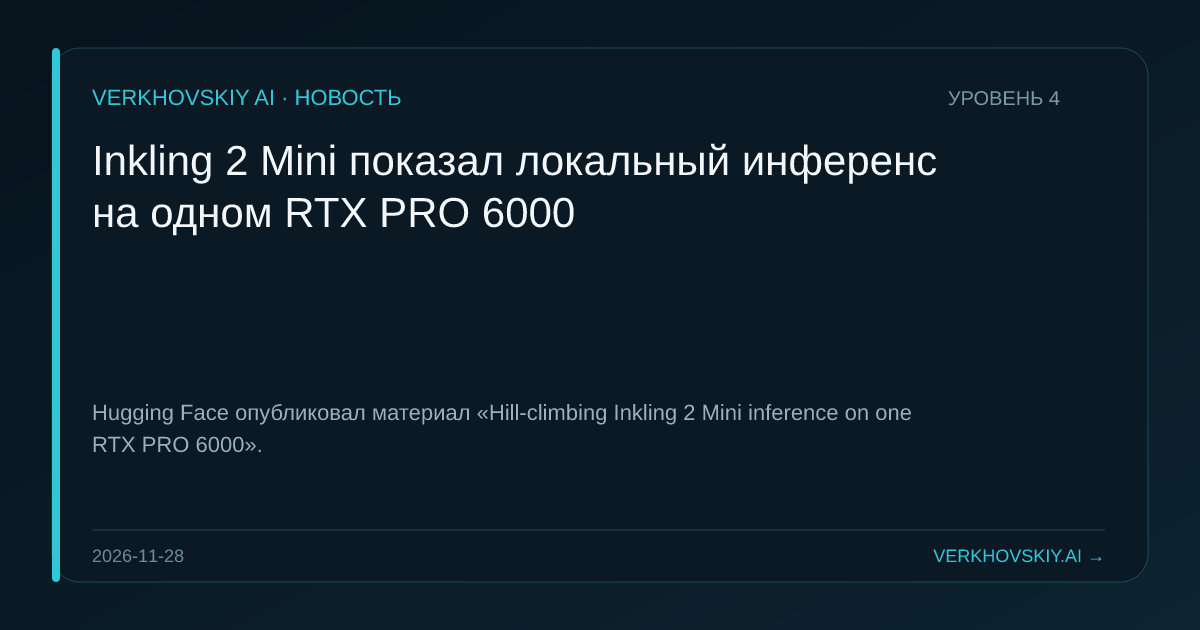 VERKHOVSKIY AI · НОВОСТЬ
УРОВЕНЬ 4
Inkling 2 Mini показал локальный инференс
на одном RTX PRO 6000
Hugging Face опубликовал материал «Hill-climbing Inkling 2 Mini inference on one
RTX PRO 6000».
2026-11-28
VERKHOVSKIY.AI →